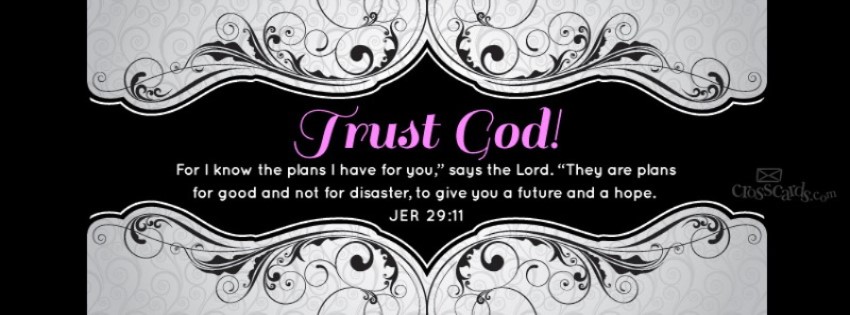 Trust God!
For I know the plans I have for you,” says the Lord. “They are plans
for good and not for disaster, to give you a future and a hope.
JER 29:11
crosscards.com